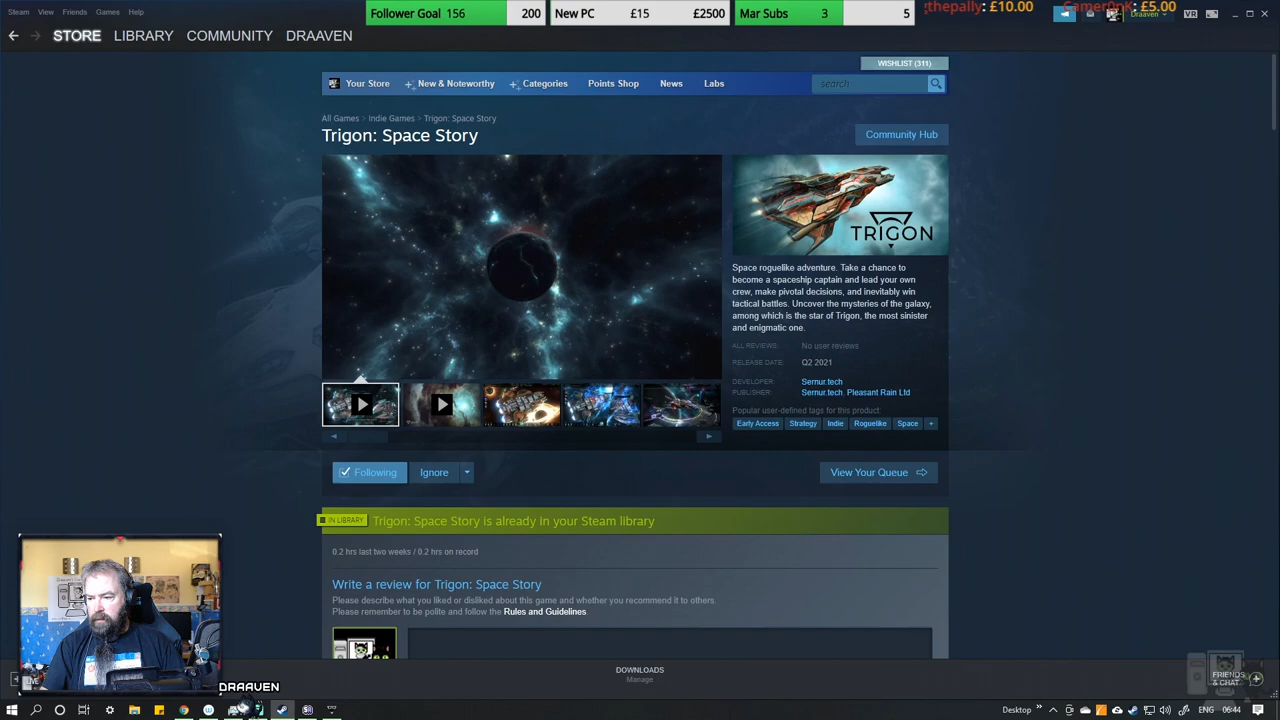 Steam View Friends Games Help
Follower Goal 156 200 New PC £15 £2500 Mar Subs 3 5
gthepally: £10.00 Gamer0nK: £5.00
Draaven VR
STORE LIBRARY COMMUNITY DRAAVEN
WISHLIST (311)
Your Store New & Noteworthy Categories Points Shop News Labs search
All Games > Indie Games > Trigon: Space Story
Trigon: Space Story
Community Hub
TRIGON
Space roguelike adventure. Take a chance to
become a spaceship captain and lead your own
crew, make pivotal decisions, and inevitably win
tactical battles. Uncover the mysteries of the galaxy,
among which is the star of Trigon, the most sinister
and enigmatic one.
ALL REVIEWS: No user reviews
RELEASE DATE: Q2 2021
DEVELOPER: Sernur.tech
PUBLISHER: Sernur.tech, Pleasant Rain Ltd
Popular user-defined tags for this product:
Early Access Strategy Indie Roguelike Space +
Following Ignore View Your Queue
IN LIBRARY Trigon: Space Story is already in your Steam library
0.2 hrs last two weeks / 0.2 hrs on record
Write a review for Trigon: Space Story
Please describe what you liked or disliked about this game and whether you recommend it to others.
Please remember to be polite and follow the Rules and Guidelines.
DOWNLOADS
Manage
FRIENDS
& CHAT
DRAAVEN
Desktop ENG 06:44